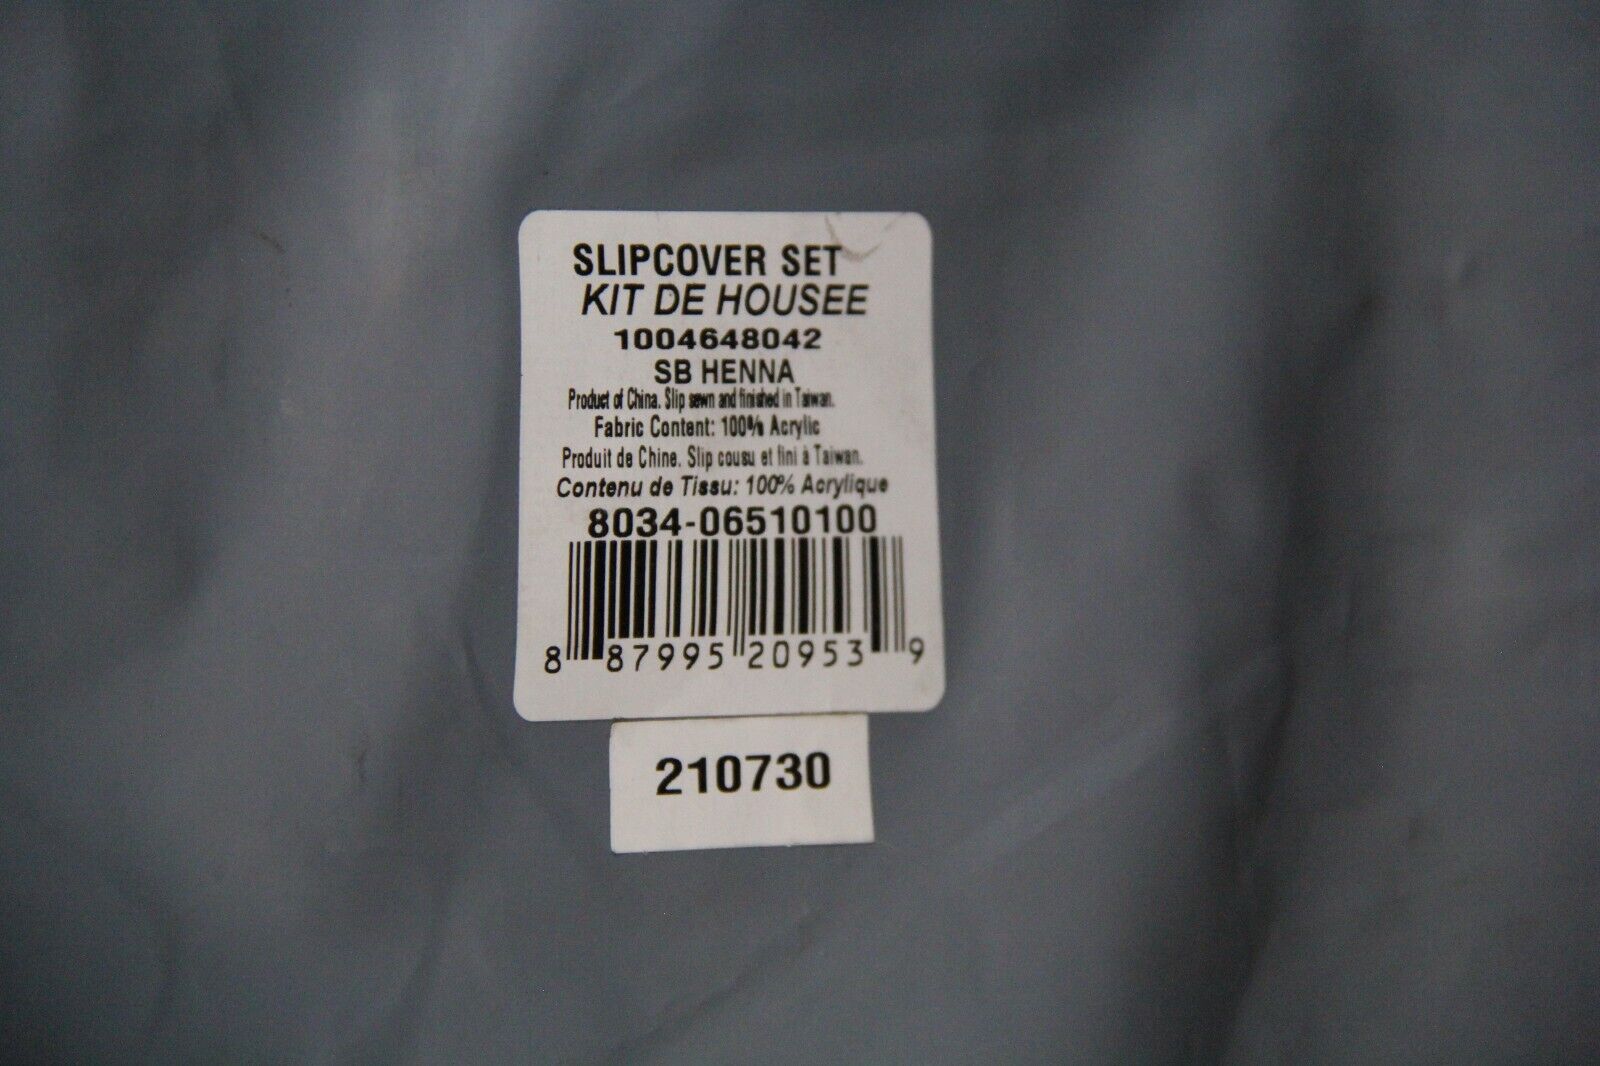 SLIPCOVER SET
KIT DE HOUSEE
1004648042
SB HENNA
Product of China. Slip sewn and finished in Taiwan.
Fabric Content: 100% Acrylic
Produit de Chine. Slip cousu et fini à Taiwan.
Contenu de Tissu: 100% Acrylique
8034-06510100
8 87995 20953 9
210730